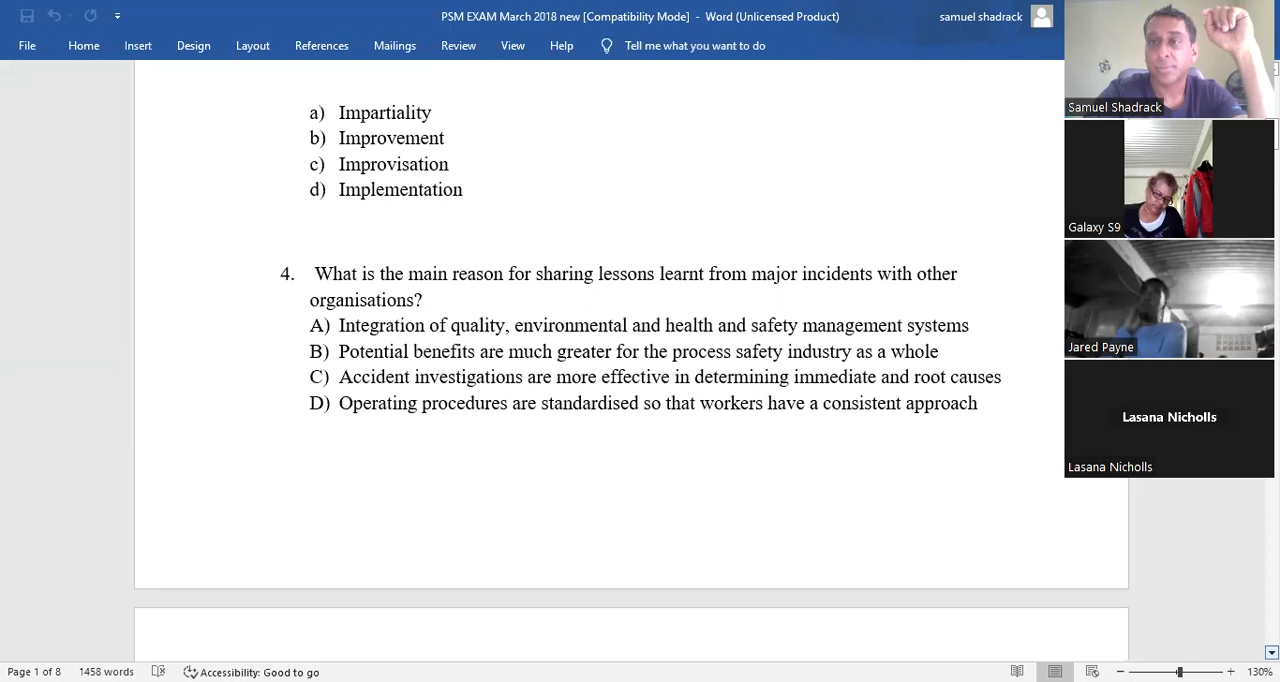 PSM EXAM March 2018 new [Compatibility Mode] - Word (Unlicensed Product)
samuel shadrack
File Home Insert Design Layout References Mailings Review View Help Tell me what you want to do
a) Impartiality
b) Improvement
c) Improvisation
d) Implementation
4. What is the main reason for sharing lessons learnt from major incidents with other
organisations?
A) Integration of quality, environmental and health and safety management systems
B) Potential benefits are much greater for the process safety industry as a whole
C) Accident investigations are more effective in determining immediate and root causes
D) Operating procedures are standardised so that workers have a consistent approach
Samuel Shadrack
Galaxy S9
Jared Payne
Lasana Nicholls
Lasana Nicholls
Page 1 of 8 1458 words Accessibility: Good to go 130%